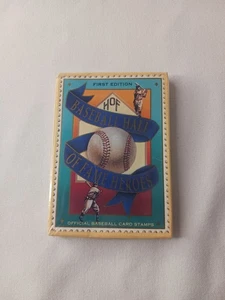 FIRST EDITION
HOF
BASEBALL HALL
OF FAME HEROES
OFFICIAL BASEBALL CARD STAMPS